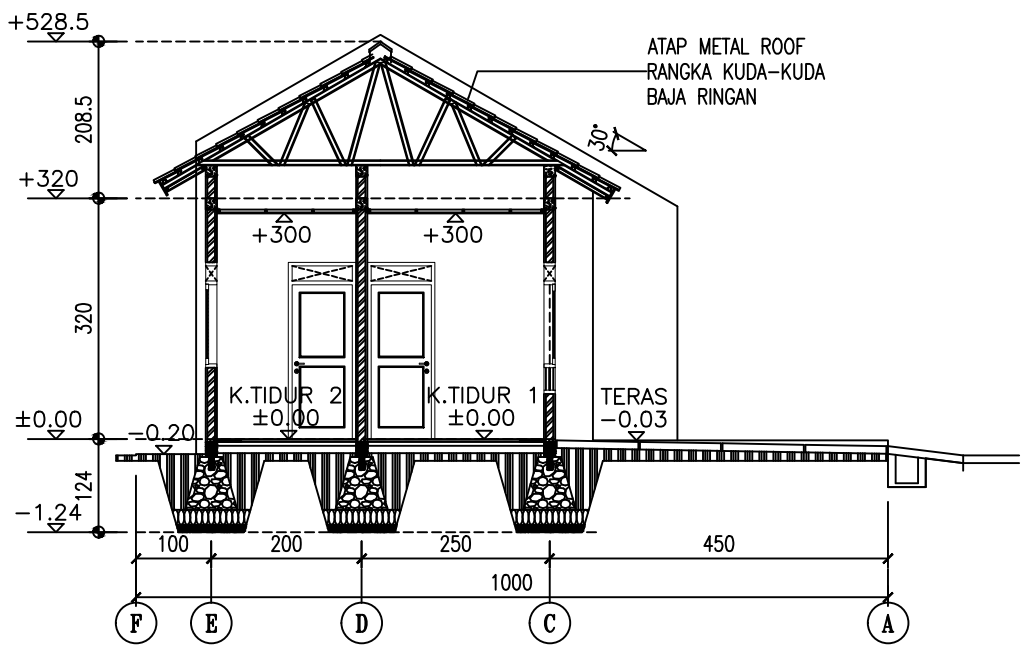 +528.5
ATAP METAL ROOF
RANGKA KUDA-KUDA
BAJA RINGAN
208.5
30°
+320
+300
+300
320
K.TIDUR 2
±0.00
K.TIDUR 1
±0.00
TERAS
-0.03
±0.00
-0.20
124
-1.24
100
200
250
450
1000
F
E
D
C
A